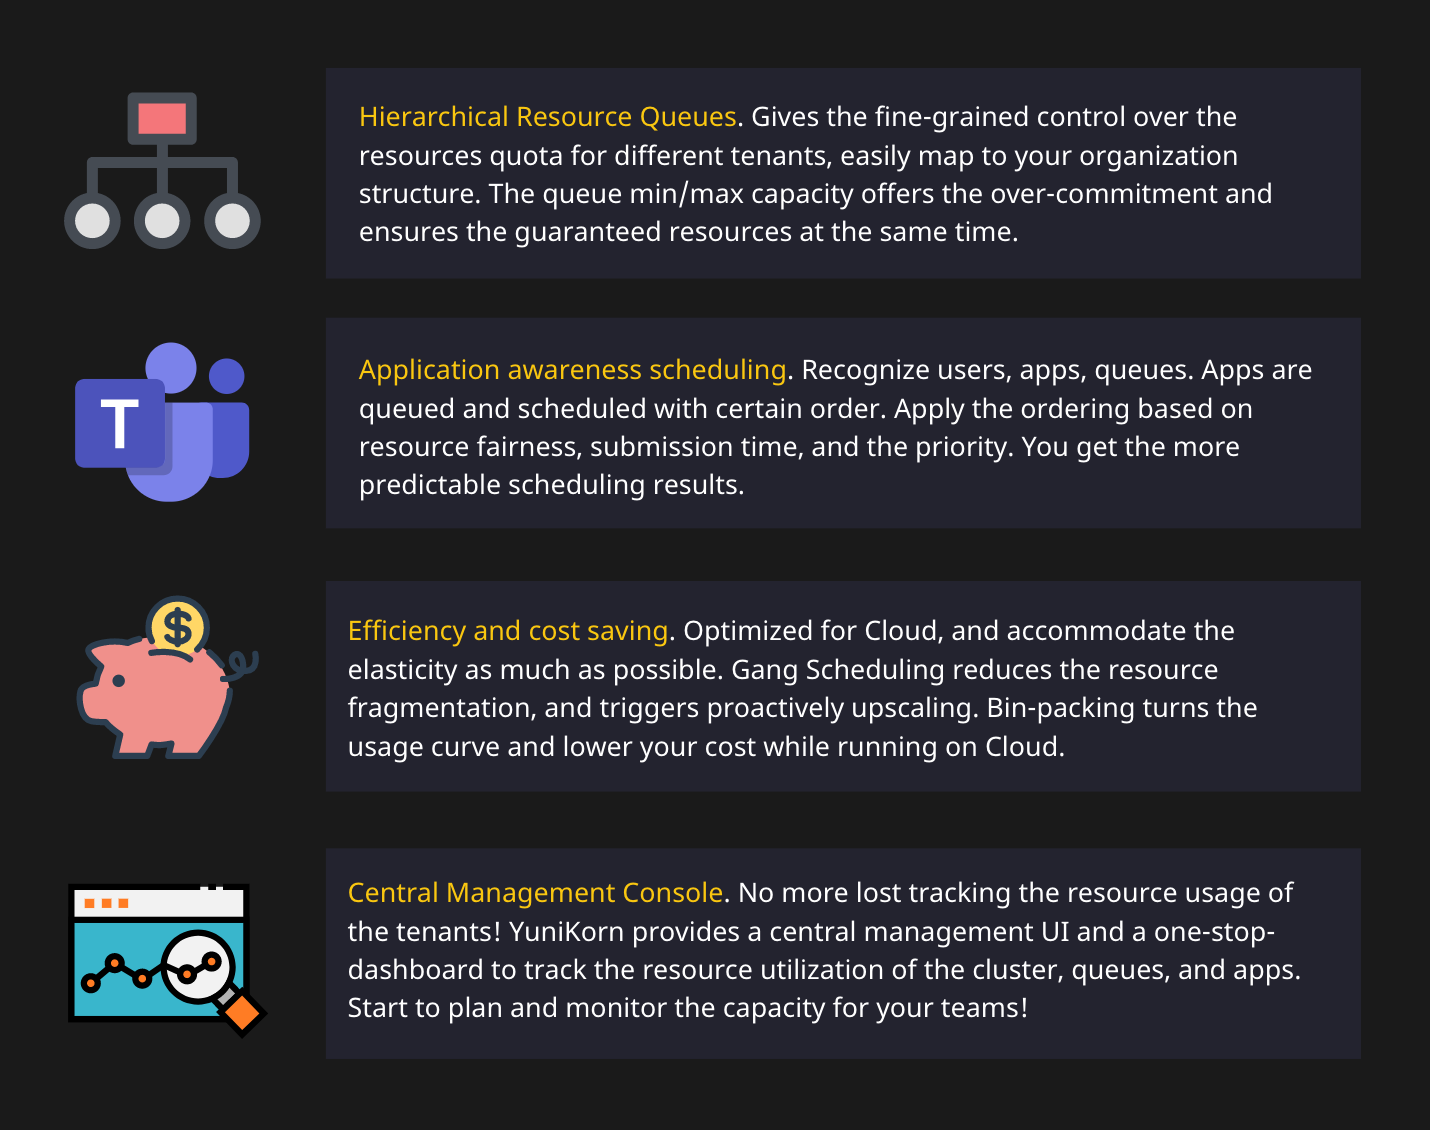 Hierarchical Resource Queues. Gives the fine-grained control over the
resources quota for different tenants, easily map to your organization
structure. The queue min/max capacity offers the over-commitment and
ensures the guaranteed resources at the same time.
T
Application awareness scheduling. Recognize users, apps, queues. Apps are
queued and scheduled with certain order. Apply the ordering based on
resource fairness, submission time, and the priority. You get the more
predictable scheduling results.
$
Efficiency and cost saving. Optimized for Cloud, and accommodate the
elasticity as much as possible. Gang Scheduling reduces the resource
fragmentation, and triggers proactively upscaling. Bin-packing turns the
usage curve and lower your cost while running on Cloud.
Central Management Console. No more lost tracking the resource usage of
the tenants! YuniKorn provides a central management UI and a one-stop-
dashboard to track the resource utilization of the cluster, queues, and apps.
Start to plan and monitor the capacity for your teams!